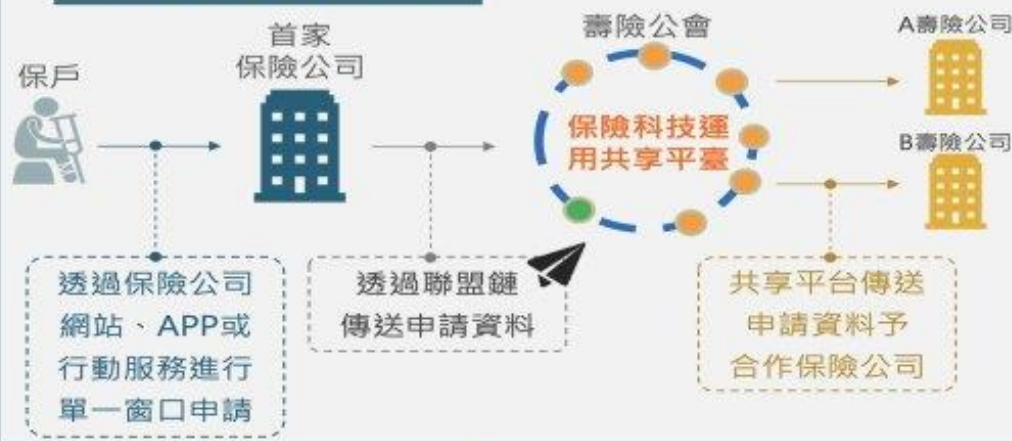 保戶
首家
保險公司
壽險公會
保險科技運
用共享平臺
A壽險公司
B壽險公司
透過保險公司
網站、APP或
行動服務進行
單一窗口申請
透過聯盟鏈
傳送申請資料
共享平台傳送
申請資料予
合作保險公司